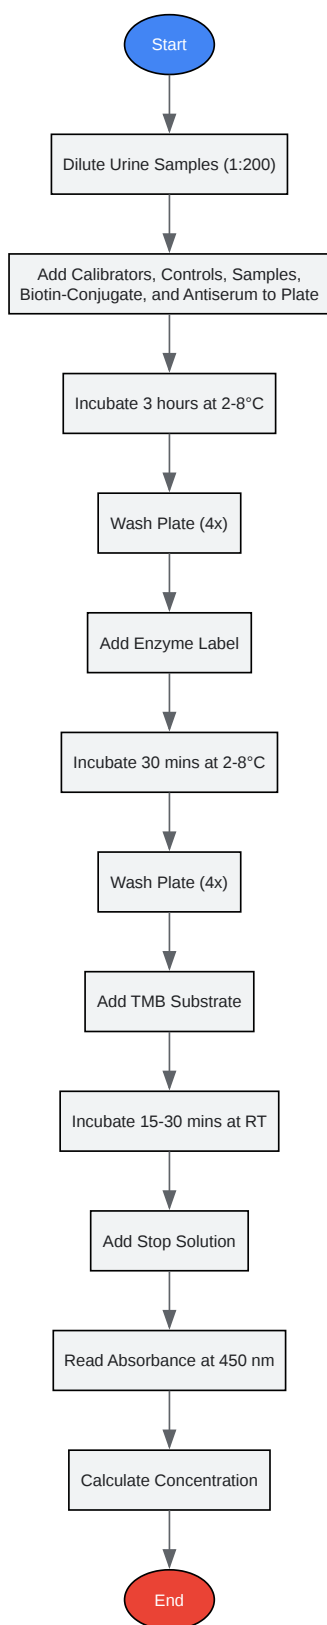 Start
Dilute Urine Samples (1:200)
Add Calibrators, Controls, Samples,
Biotin-Conjugate, and Antiserum to Plate
Incubate 3 hours at 2-8°C
Wash Plate (4x)
Add Enzyme Label
Incubate 30 mins at 2-8°C
Wash Plate (4x)
Add TMB Substrate
Incubate 15-30 mins at RT
Add Stop Solution
Read Absorbance at 450 nm
Calculate Concentration
End